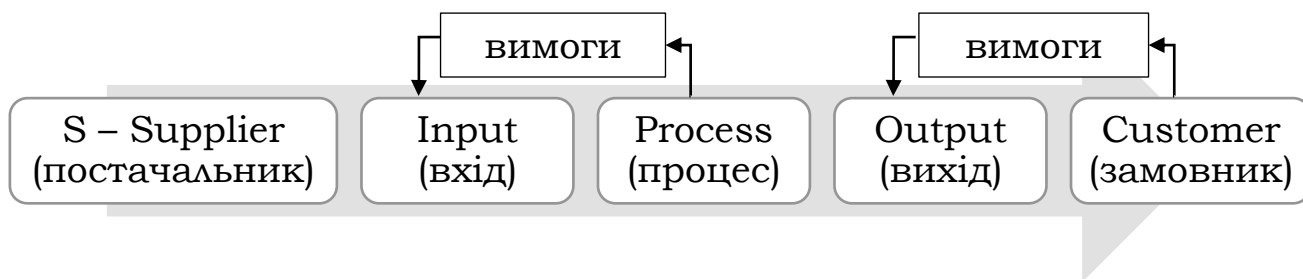 вимоги
вимоги
S – Supplier
(постачальник)
Input
(вхід)
Process
(процес)
Output
(вихід)
Customer
(замовник)